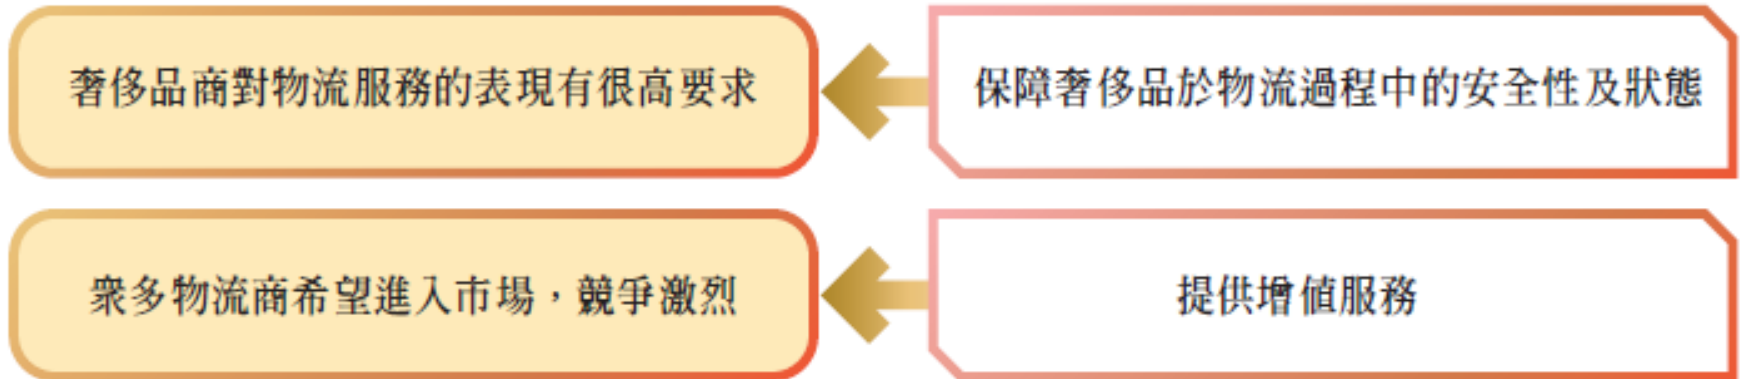 奢侈品商對物流服務的表現有很高要求
保障奢侈品於物流過程中的安全性及狀態
衆多物流商希望進入市場，競爭激烈
提供增值服務